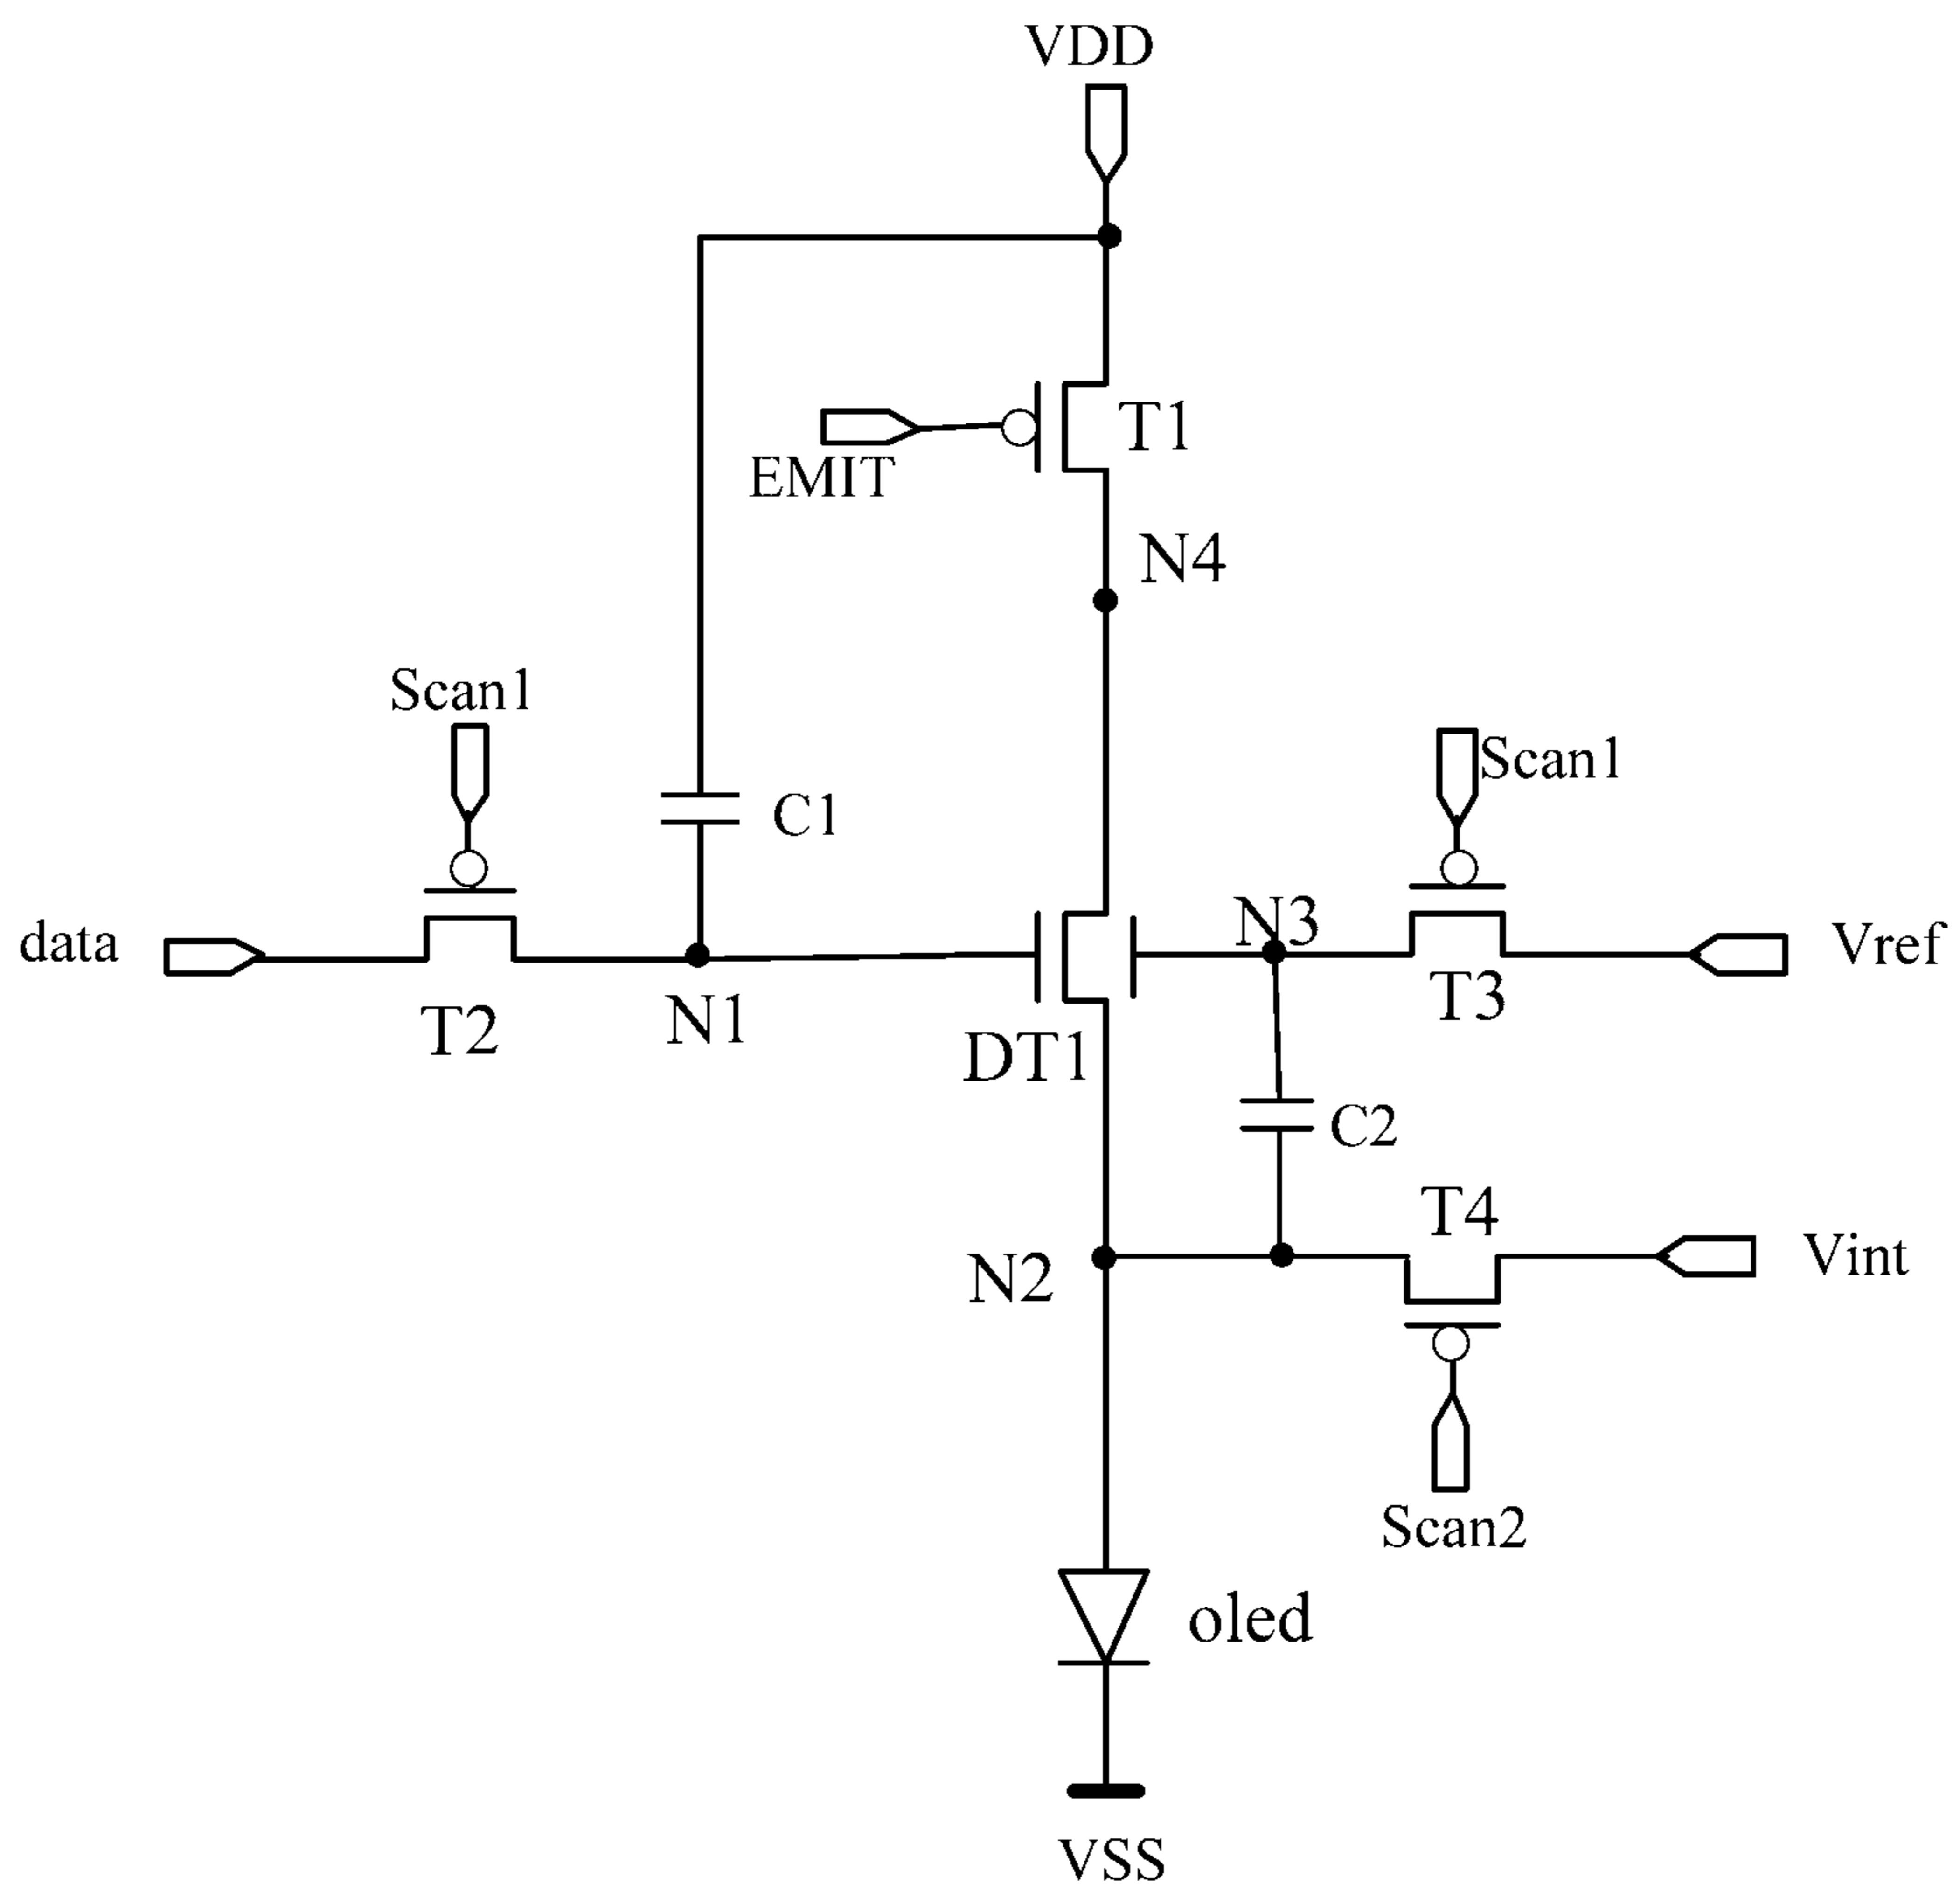 VDD
T1
EMIT
N4
Scan1
Scan1
C1
N3
data
Vref
T3
N1
T2
DT1
C2
T4
N2
Vint
Scan2
oled
VSS